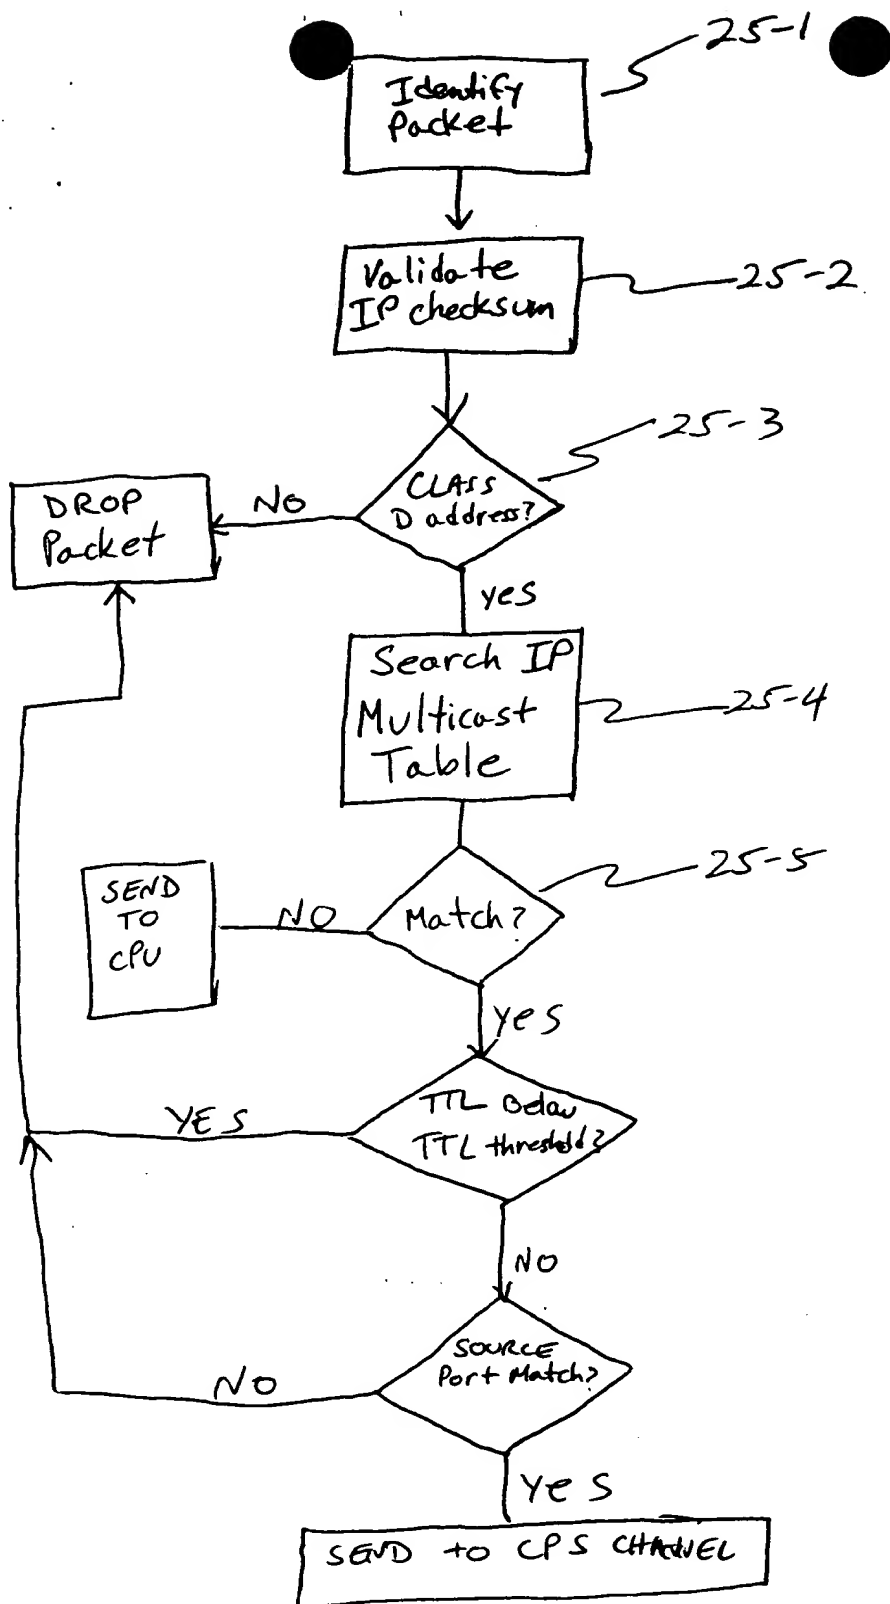 25-1
Identify
Packet
Validate
IP checksum
25-2
25-3
CLASS
D address?
NO
DROP
Packet
yes
Search IP
Multicast
Table
25-4
25-5
Match?
NO
SEND
TO
CPU
yes
TTL Below
TTL threshold?
YES
NO
SOURCE
Port Match?
NO
yes
SEND to CPS CHANNEL